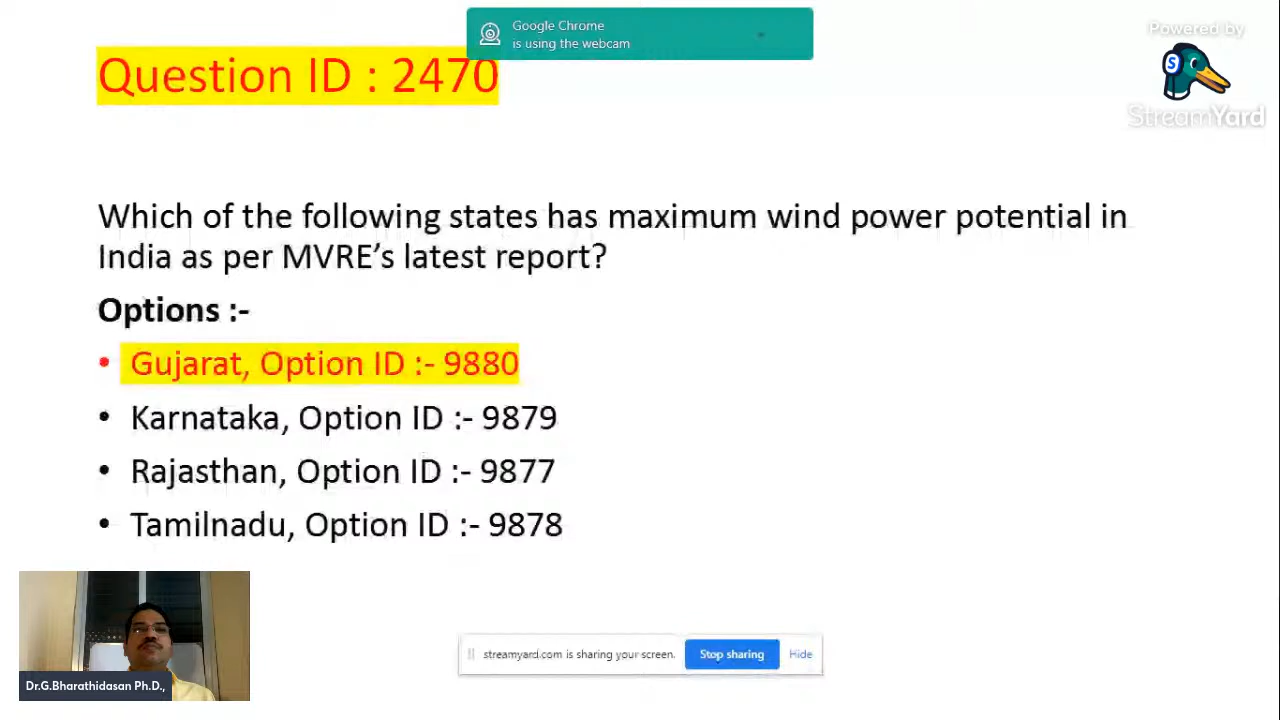 Google Chrome
is using the webcam
Powered by
StreamYard
Question ID : 2470
Which of the following states has maximum wind power potential in
India as per MVRE’s latest report?
Options :-
• Gujarat, Option ID :- 9880
• Karnataka, Option ID :- 9879
• Rajasthan, Option ID :- 9877
• Tamilnadu, Option ID :- 9878
streamyard.com is sharing your screen.
Stop sharing
Hide
Dr.G.Bharathidasan Ph.D.,